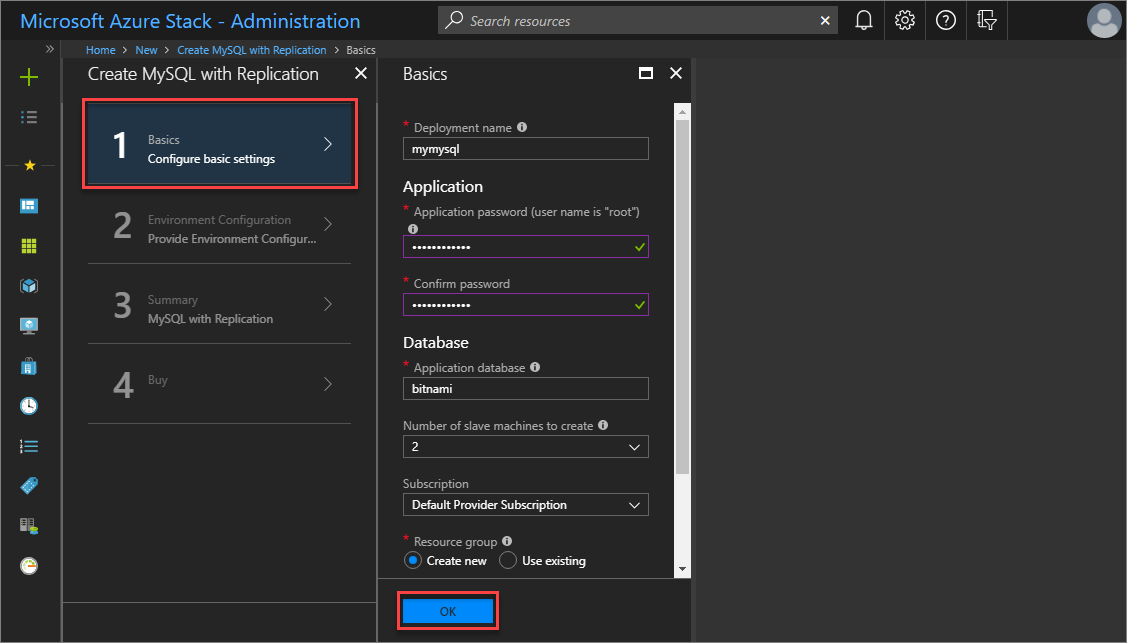 Microsoft Azure Stack - Administration
Search resources
Home > New > Create MySQL with Replication > Basics
Create MySQL with Replication
1
Basics
Configure basic settings
2
Environment Configuration
Provide Environment Configur...
3
Summary
MySQL with Replication
4
Buy
Basics
* Deployment name
mymysql
Application
* Application password (user name is "root")
••••••••••••
* Confirm password
••••••••••••
Database
* Application database
bitnami
Number of slave machines to create
2
Subscription
Default Provider Subscription
* Resource group
Create new Use existing
OK